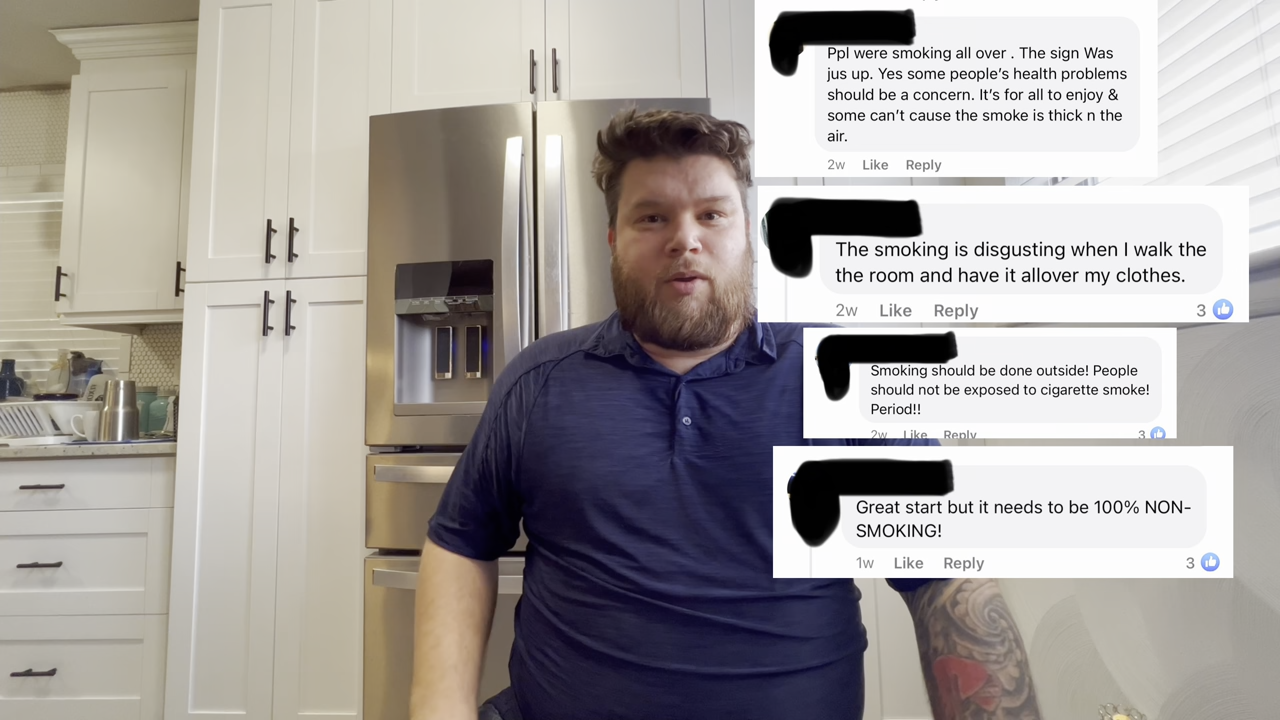 Ppl were smoking all over . The sign Was
jus up. Yes some people's health problems
should be a concern. It's for all to enjoy &
some can't cause the smoke is thick n the
air.
2w Like Reply
The smoking is disgusting when I walk the
the room and have it allover my clothes.
2w Like Reply 3
Smoking should be done outside! People
should not be exposed to cigarette smoke!
Period!!
2w Like Reply 3
Great start but it needs to be 100% NON-
SMOKING!
1w Like Reply 3